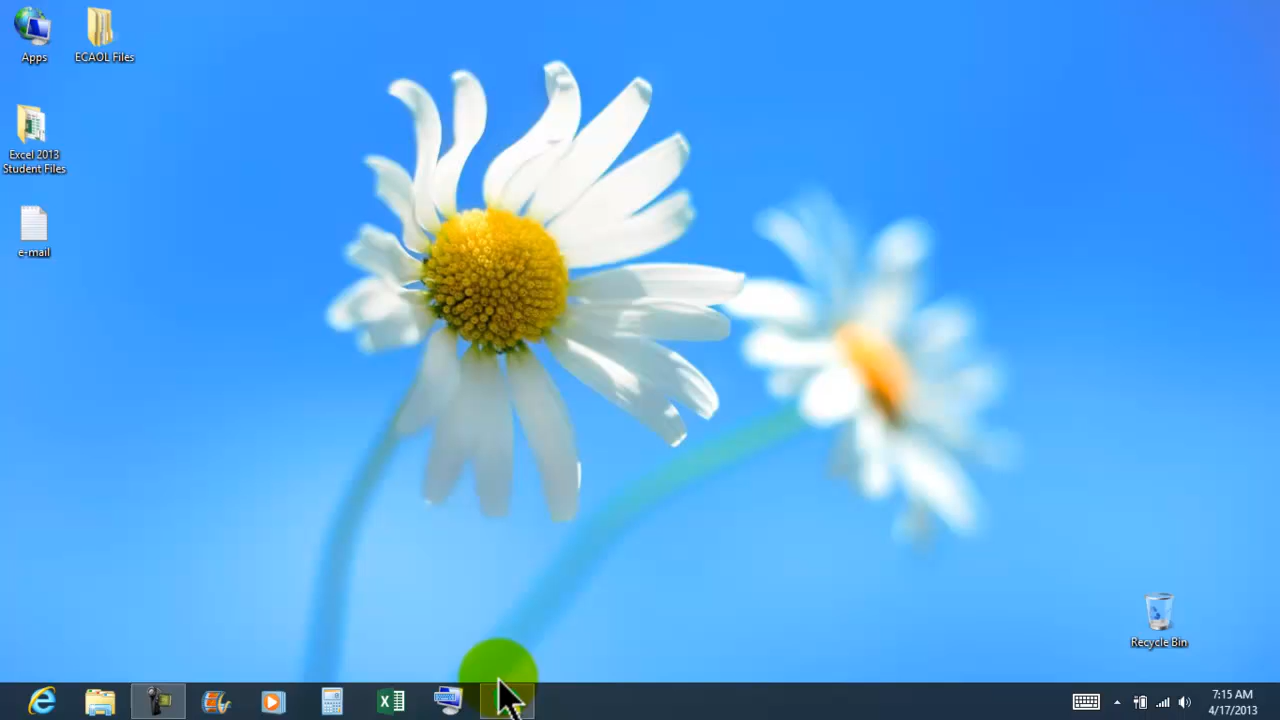 Apps
ECAOL Files
Excel 2013
Student Files
e-mail
Recycle Bin
7:15 AM
4/17/2013